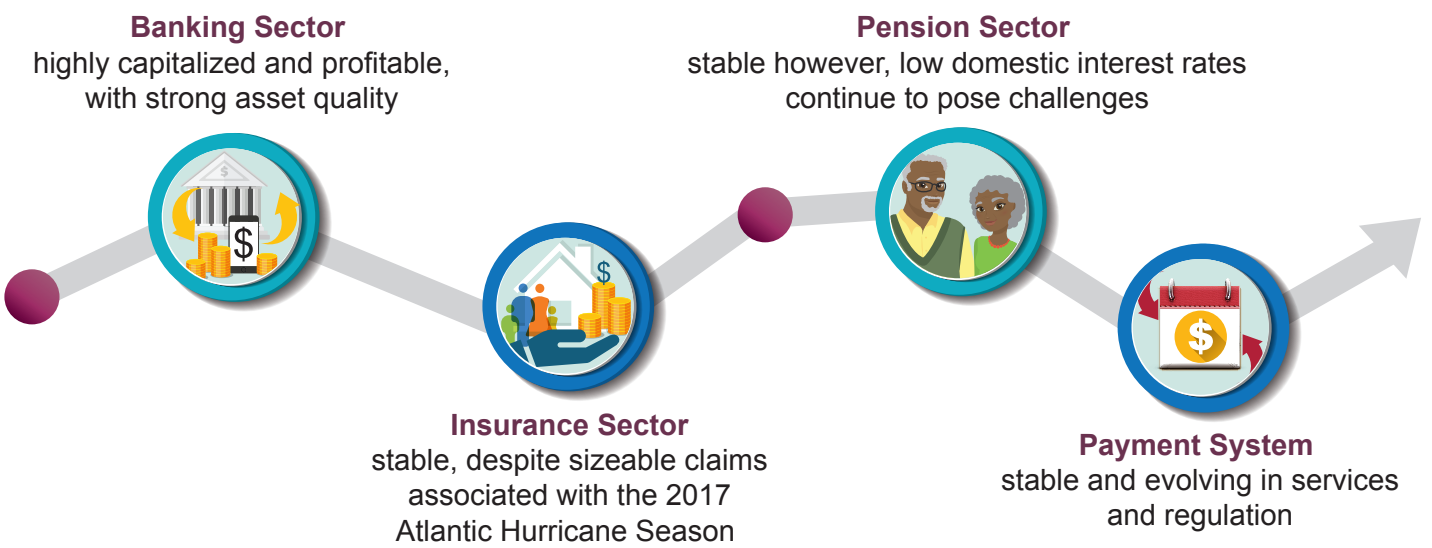 Banking Sector
highly capitalized and profitable,
with strong asset quality
$
$
Insurance Sector
stable, despite sizeable claims
associated with the 2017
Atlantic Hurricane Season
$
Pension Sector
stable however, low domestic interest rates
continue to pose challenges
Payment System
stable and evolving in services
and regulation
$